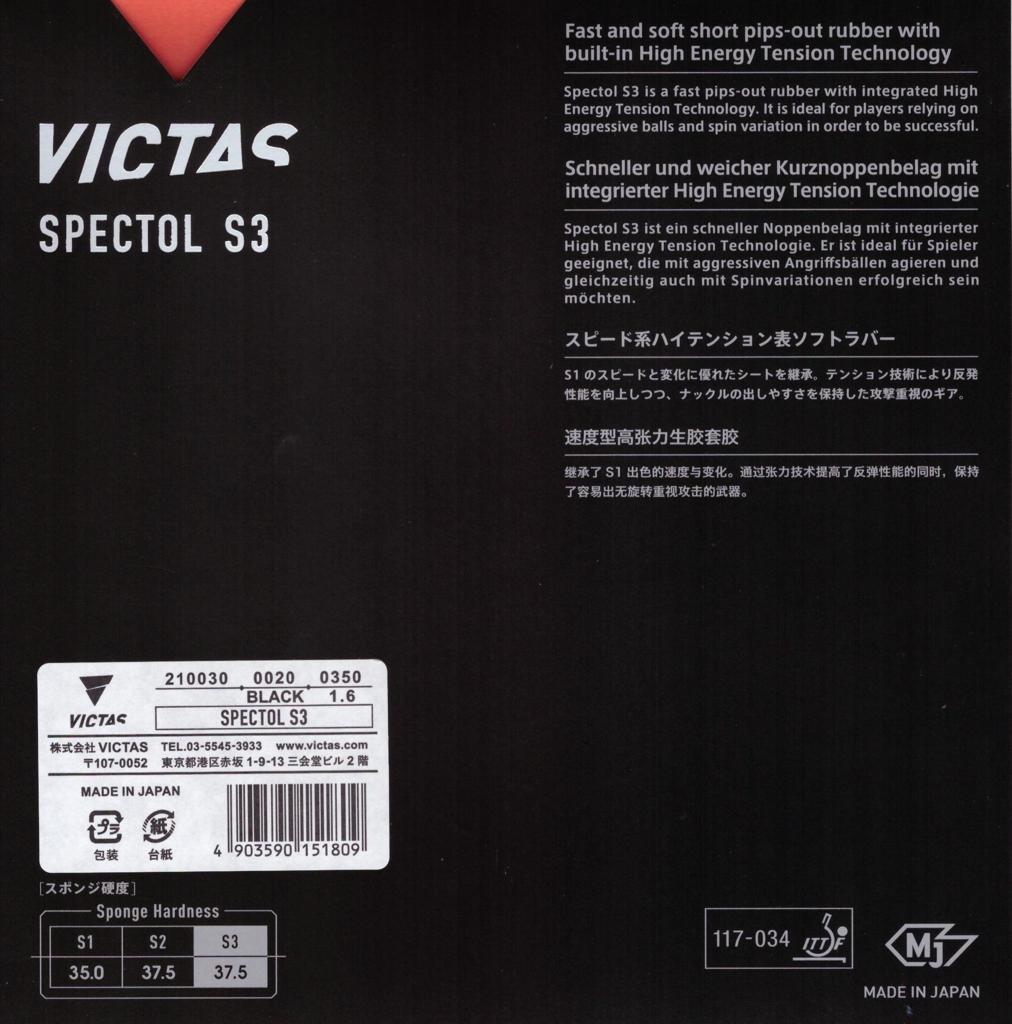 VICTAS
SPECTOL S3
Fast and soft short pips-out rubber with
built-in High Energy Tension Technology
Spectol S3 is a fast pips-out rubber with integrated High
Energy Tension Technology. It is ideal for players relying on
aggressive balls and spin variation in order to be successful.
Schneller und weicher Kurznoppenbelag mit
integrierter High Energy Tension Technologie
Spectol S3 ist ein schneller Noppenbelag mit integrierter
High Energy Tension Technologie. Er ist ideal für Spieler
geeignet, die mit aggressiven Angriffsbällen agieren und
gleichzeitig auch mit Spinvariationen erfolgreich sein
möchten.
スピード系ハイテンション表ソフトラバー
S1 のスピードと変化に優れたシートを継承。テンション技術により反発
性能を向上しつつ、ナックルの出しやすさを保持した攻撃重視のギア。
速度型高张力生胶套胶
继承了 S1 出色的速度与变化。通过张力技术提高了反弹性能的同时，保持
了容易出无旋转重视攻击的武器。
210030 0020 0350
BLACK 1.6
VICTAS
SPECTOL S3
株式会社 VICTAS TEL.03-5545-3933 www.victas.com
〒107-0052 東京都港区赤坂 1-9-13 三会堂ビル 2 階
MADE IN JAPAN
プラ 紙
包装 台紙
4 903590 151809
[スポンジ硬度]
Sponge Hardness
S1 S2 S3
35.0 37.5 37.5
117-034 ITTF
MJ
MADE IN JAPAN